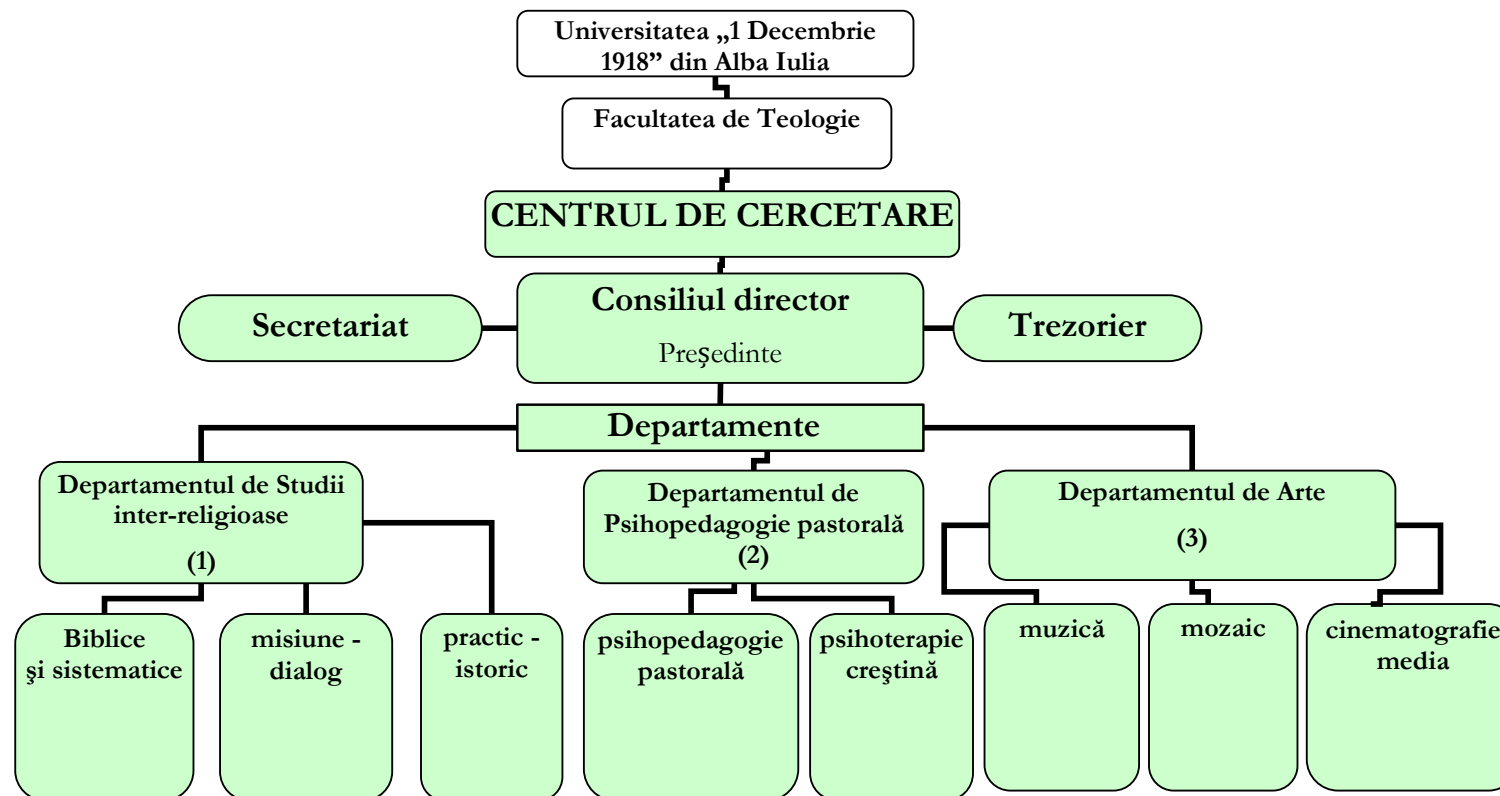 Universitatea „1 Decembrie
1918” din Alba Iulia
Facultatea de Teologie
CENTRUL DE CERCETARE
Consiliul director
Preşedinte
Secretariat
Trezorier
Departamente
Departamentul de Studii
inter-religioase
(1)
Departamentul de
Psihopedagogie pastorală
(2)
Departamentul de Arte
(3)
Biblice
şi sistematice
misiune -
dialog
practic -
istoric
psihopedagogie
pastorală
psihoterapie
creştină
muzică
mozaic
cinematografie
media